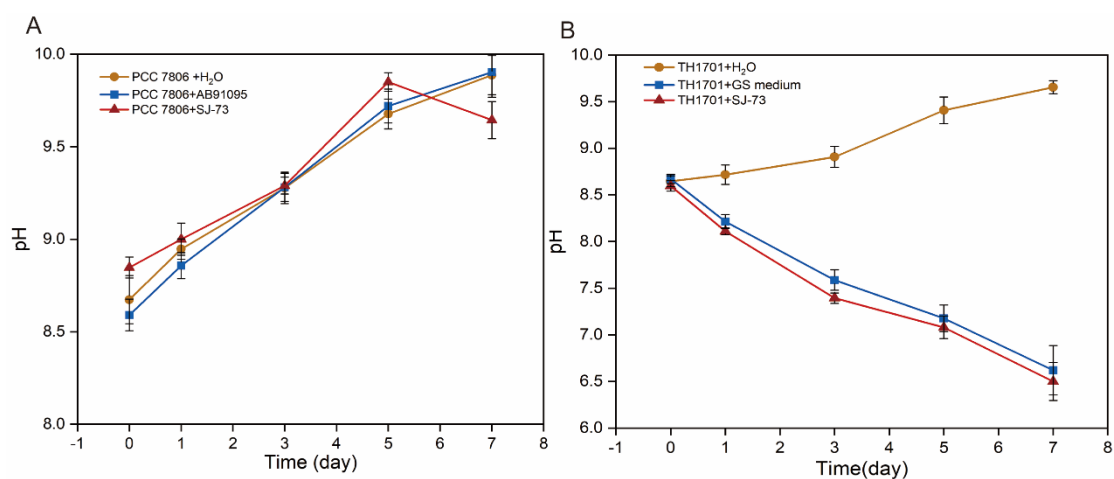 A
PCC 7806 +H₂O
PCC 7806+AB91095
PCC 7806+SJ-73
pH
10.0
9.5
9.0
8.5
8.0
-1 0 1 2 3 4 5 6 7 8
Time (day)
B
TH1701+H₂O
TH1701+GS medium
TH1701+SJ-73
pH
10.0
9.5
9.0
8.5
8.0
7.5
7.0
6.5
6.0
-1 0 1 2 3 4 5 6 7 8
Time(day)